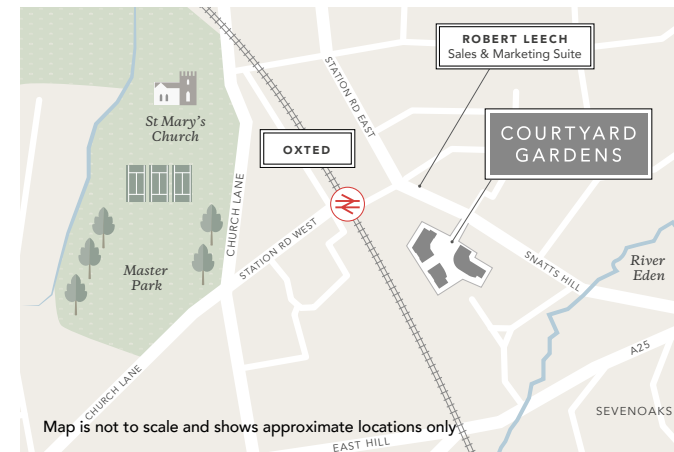 ROBERT LEECH
Sales & Marketing Suite
STATION RD EAST
COURTYARD
GARDENS
St Mary's
Church
OXTED
CHURCH LANE
STATION RD WEST
Master
Park
SNATTS HILL
River
Eden
A25
CHURCH LANE
SEVENOAKS
Map is not to scale and shows approximate locations only
EAST HILL